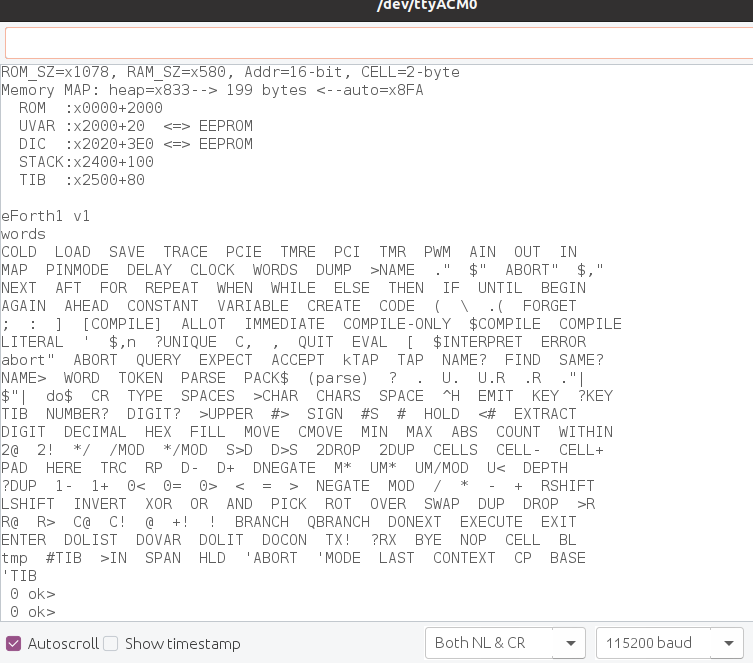 /dev/ttyACM0
ROM_SZ=x1078, RAM_SZ=x580, Addr=16-bit, CELL=2-byte
Memory MAP: heap=x833--> 199 bytes <--auto=x8FA
ROM :x0000+2000
UVAR :x2000+20 <=> EEPROM
DIC :x2020+3E0 <=> EEPROM
STACK:x2400+100
TIB :x2500+80
eForth1 v1
words
COLD LOAD SAVE TRACE PCIE TMRE PCI TMR PWM AIN OUT IN
MAP PINMODE DELAY CLOCK WORDS DUMP >NAME ." $" ABORT" $,"
NEXT AFT FOR REPEAT WHEN WHILE ELSE THEN IF UNTIL BEGIN
AGAIN AHEAD CONSTANT VARIABLE CREATE CODE ( \ .( FORGET
; : ] [COMPILE] ALLOT IMMEDIATE COMPILE-ONLY $COMPILE COMPILE
LITERAL ' $,n ?UNIQUE C, , QUIT EVAL [ $INTERPRET ERROR
abort" ABORT QUERY EXPECT ACCEPT kTAP TAP NAME? FIND SAME?
NAME> WORD TOKEN PARSE PACK$ (parse) ? . U. U.R .R ."|
$"| do$ CR TYPE SPACES >CHAR CHARS SPACE ^H EMIT KEY ?KEY
TIB NUMBER? DIGIT? >UPPER #> SIGN #S # HOLD <# EXTRACT
DIGIT DECIMAL HEX FILL MOVE CMOVE MIN MAX ABS COUNT WITHIN
2@ 2! */ /MOD */MOD S>D D>S 2DROP 2DUP CELLS CELL- CELL+
PAD HERE TRC RP D- D+ DNEGATE M* UM* UM/MOD U< DEPTH
?DUP 1- 1+ 0< 0= 0> < = > NEGATE MOD / * - + RSHIFT
LSHIFT INVERT XOR OR AND PICK ROT OVER SWAP DUP DROP >R
R@ R> C@ C! @ +! ! BRANCH QBRANCH DONEXT EXECUTE EXIT
ENTER DOLIST DOVAR DOLIT DOCON TX! ?RX BYE NOP CELL BL
tmp #TIB >IN SPAN HLD 'ABORT 'MODE LAST CONTEXT CP BASE
'TIB
0 ok>
0 ok>
Autoscroll Show timestamp Both NL & CR 115200 baud